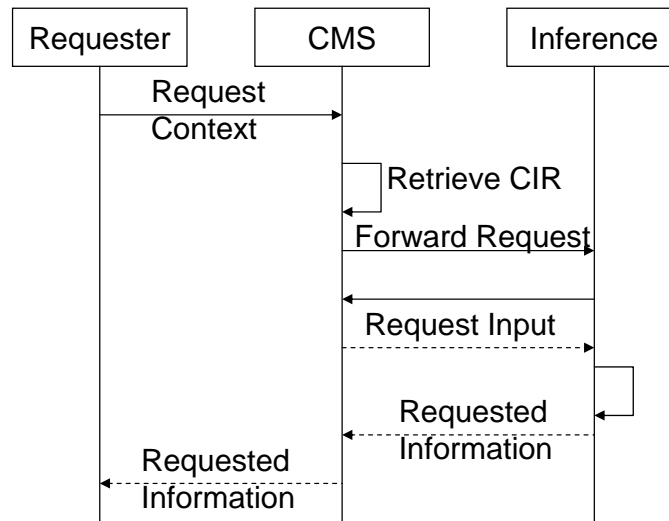 Requester
CMS
Inference
Request
Context
Retrieve CIR
Forward Request
Request Input
Requested
Information
Requested
Information